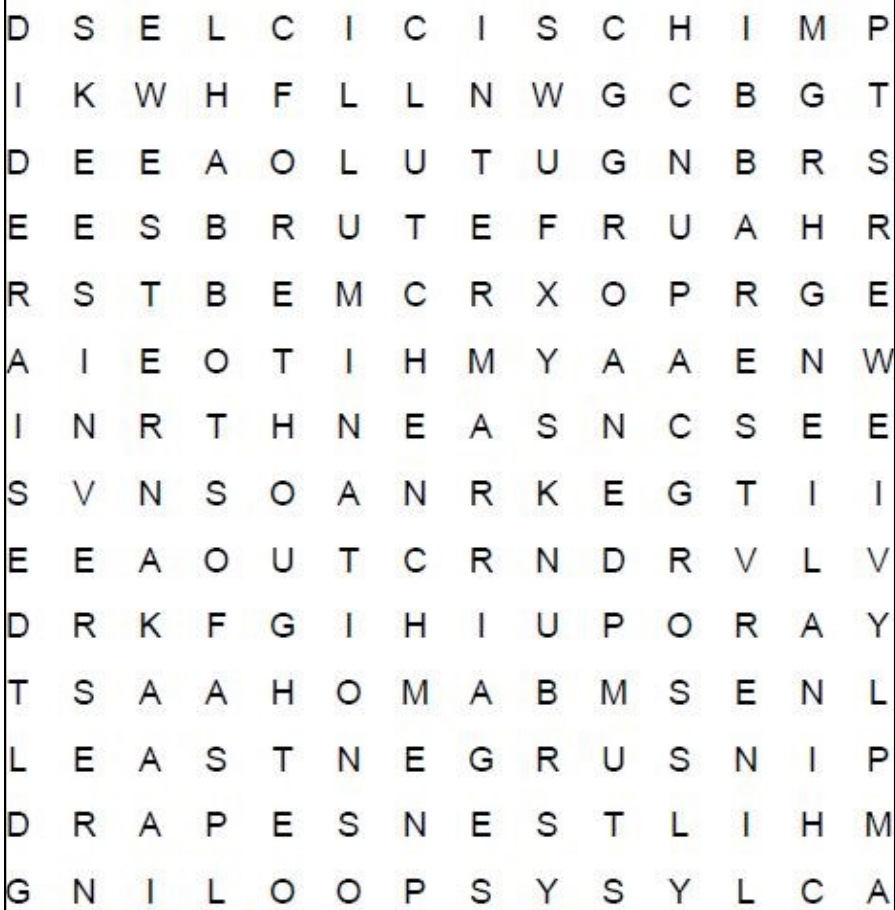 D S E L C I C I S C H I M P
I K W H F L L N W G C B G T
D E E A O L U T U G N B R S
E E S B R U T E F R U A H R
R S T B E M C R X O P R G E
A I E O T I H M Y A A E N W
I N R T H N E A S N C S E E
S V N S O A N R K E G T I I
E E A O U T C R N D R V L V
D R K F G I H I U P O R A Y
T S A A H O M A B M S E N L
L E A S T N E G R U S N I P
D R A P E S N E S T L I H M
G N I L O O P S Y S Y L C A